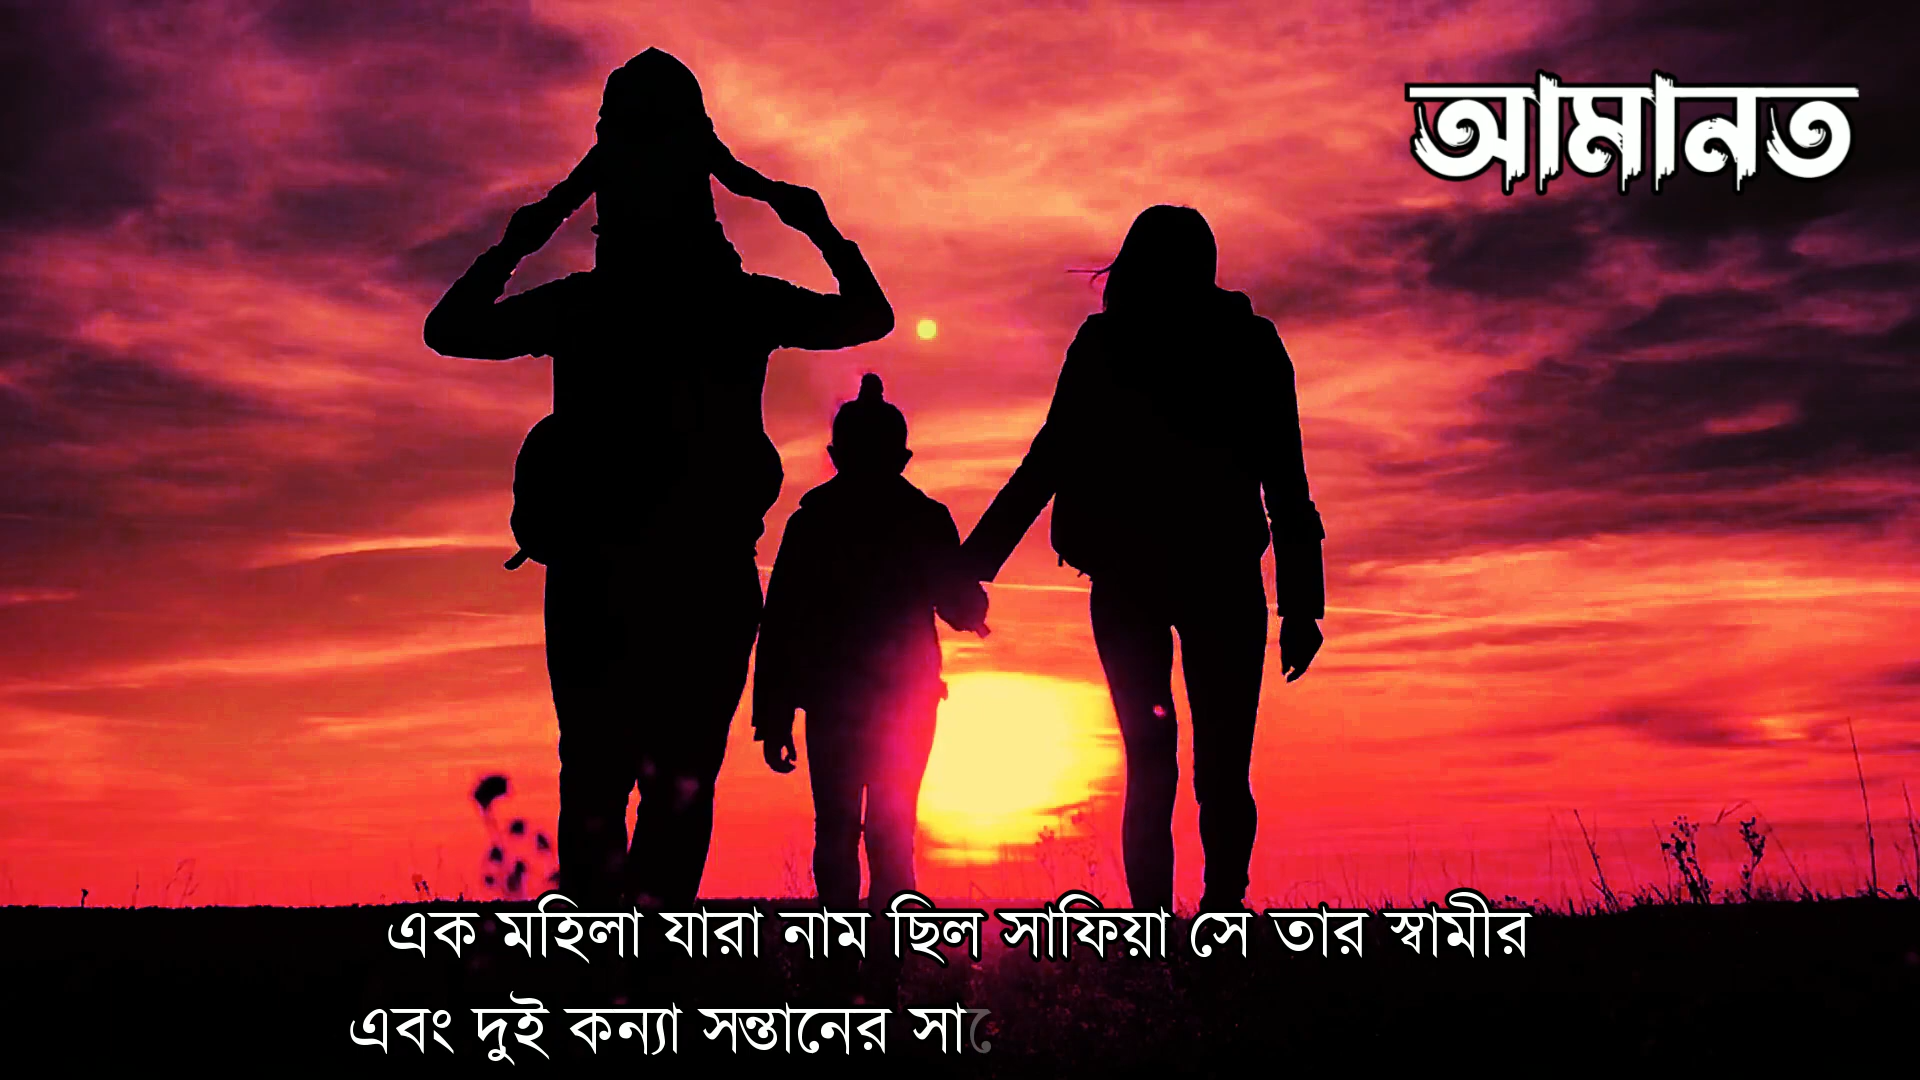 আমানত
এক মহিলা যারা নাম ছিল সাফিয়া সে তার স্বামীর
এবং দুই কন্যা সন্তানের